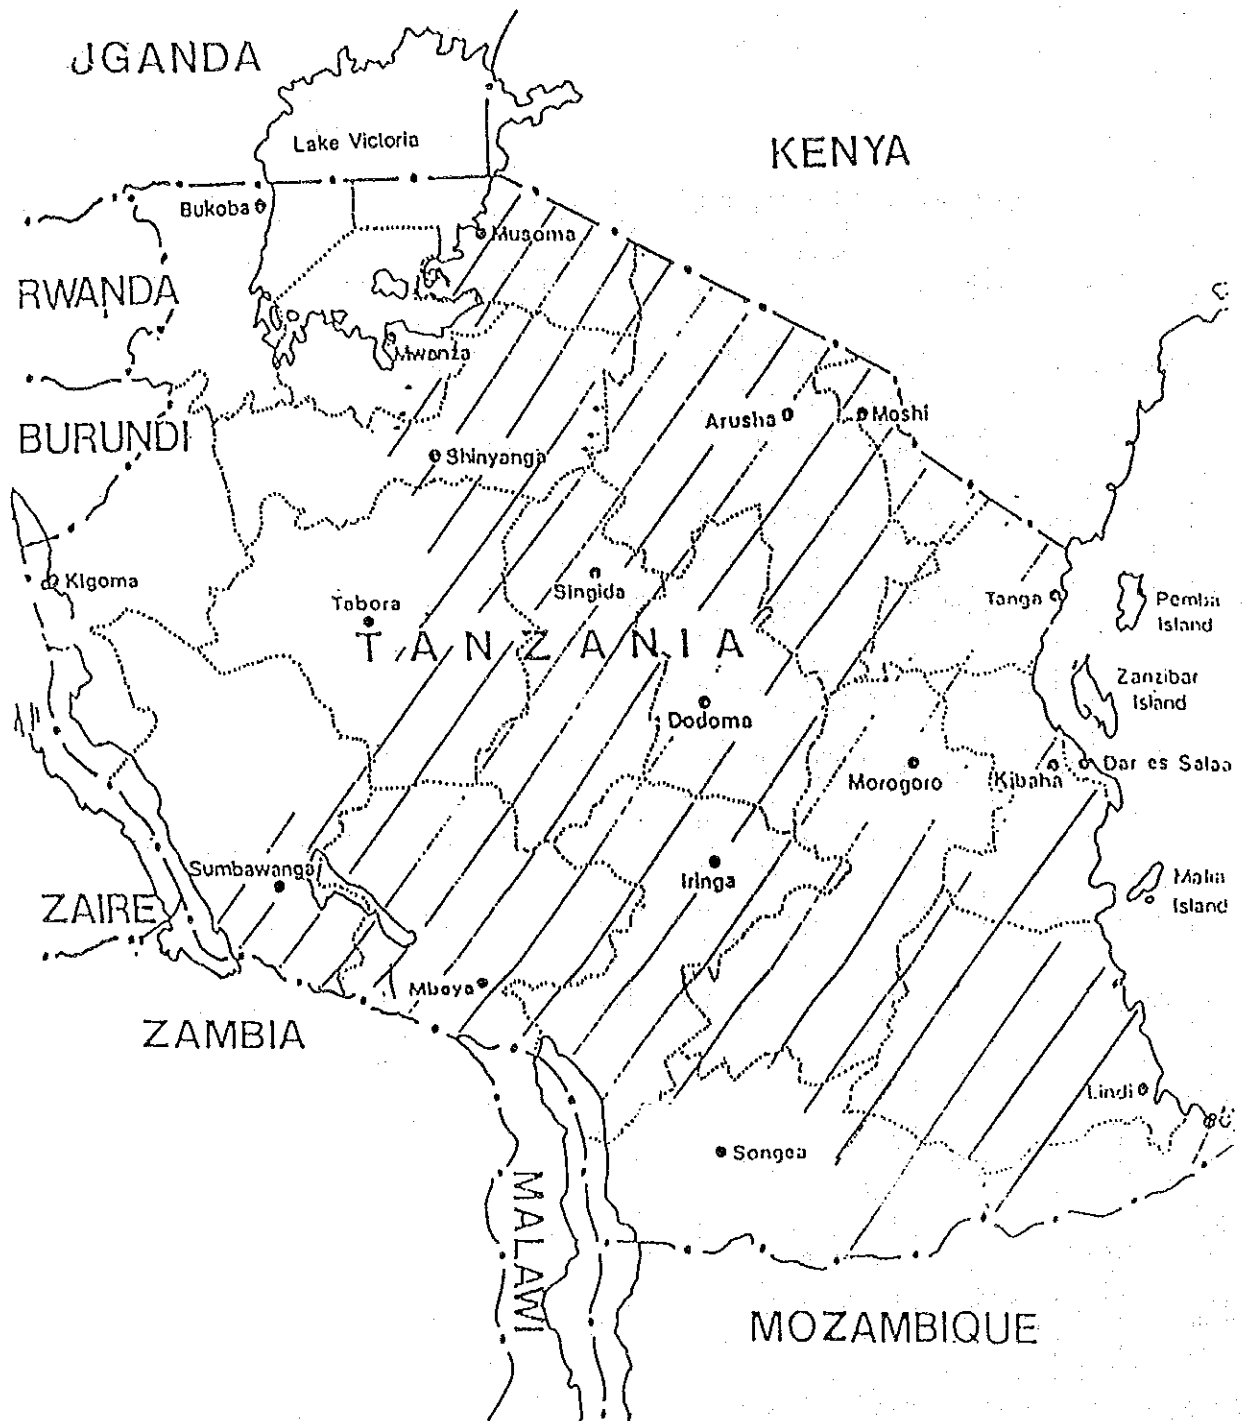 JGANDA
Lake Victoria
KENYA
Bukoba
Musoma
RWANDA
Mwanza
Arusha
Moshi
BURUNDI
Shinyanga
Kigoma
Singida
Tabora
Tanga
Pemba
Island
TANZANIA
Zanzibar
Island
Dodoma
Morogoro
Kibaha
Dar es Salaa
Sumbawanga
Iringa
ZAIRE
Mafia
Island
Mbeya
ZAMBIA
Lindi
Songea
MALAWI
MOZAMBIQUE